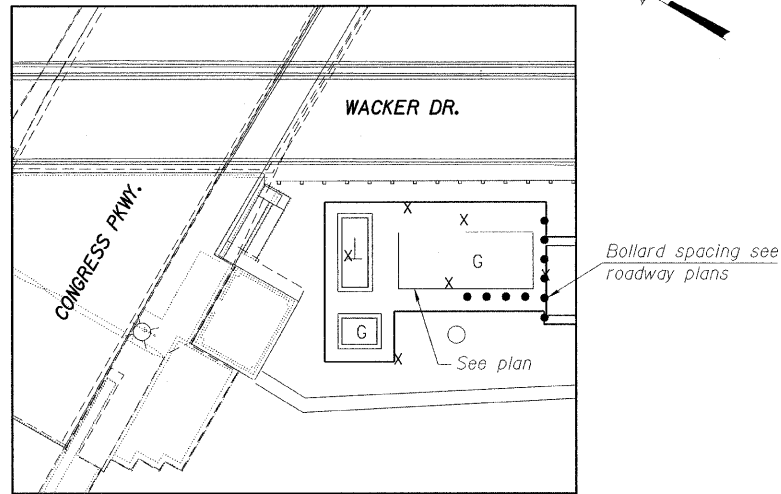 WACKER DR.
CONGRESS PKWY.
X
X
X
G
X
X
L
G
X
Bollard spacing see
roadway plans
See plan